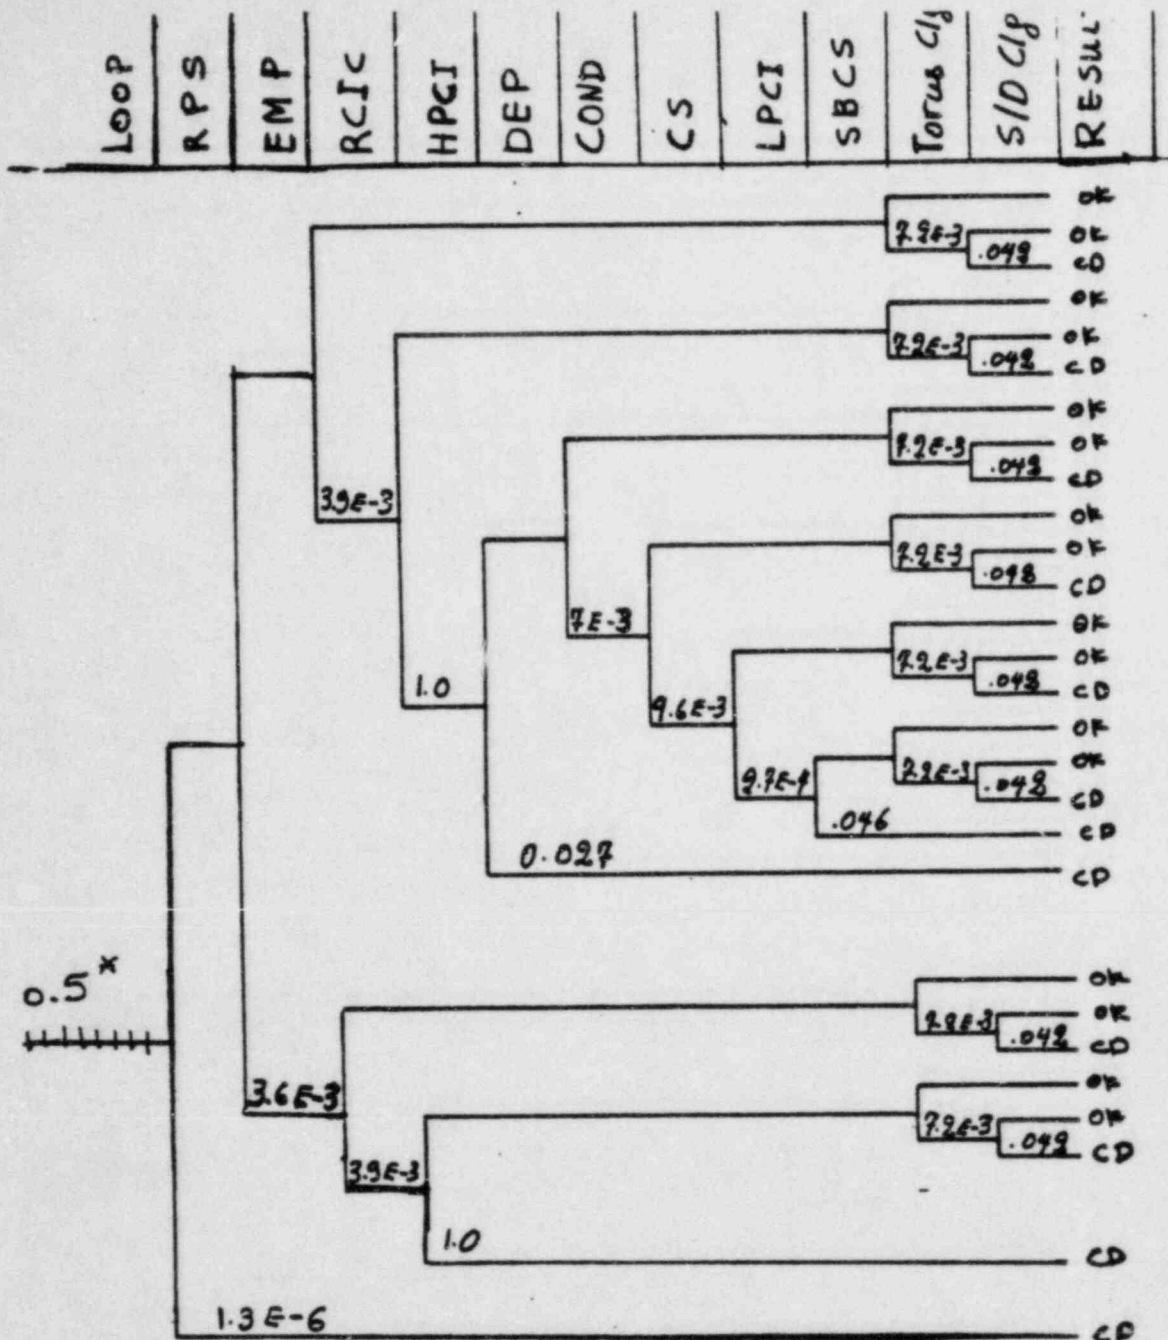 LOOP
RPS
EMP
RCIC
HPCI
DEP
COND
CS
LPCI
SBCS
Torus Clg
S/D Clg
RESUL
OK
7.2E-3
OK
.042
CD
OK
7.2E-3
OK
.042
CD
OK
7.2E-3
OK
.042
CD
3.9E-3
OK
7.2E-3
OK
.042
CD
7E-3
OK
7.2E-3
OK
.042
CD
1.0
9.6E-3
OK
7.2E-3
OK
.042
CD
.046
CD
0.027
CD
0.5*
OK
7.2E-3
OK
.042
CD
3.6E-3
OK
7.2E-3
OK
.042
CD
3.9E-3
1.0
CD
1.3E-6
CD